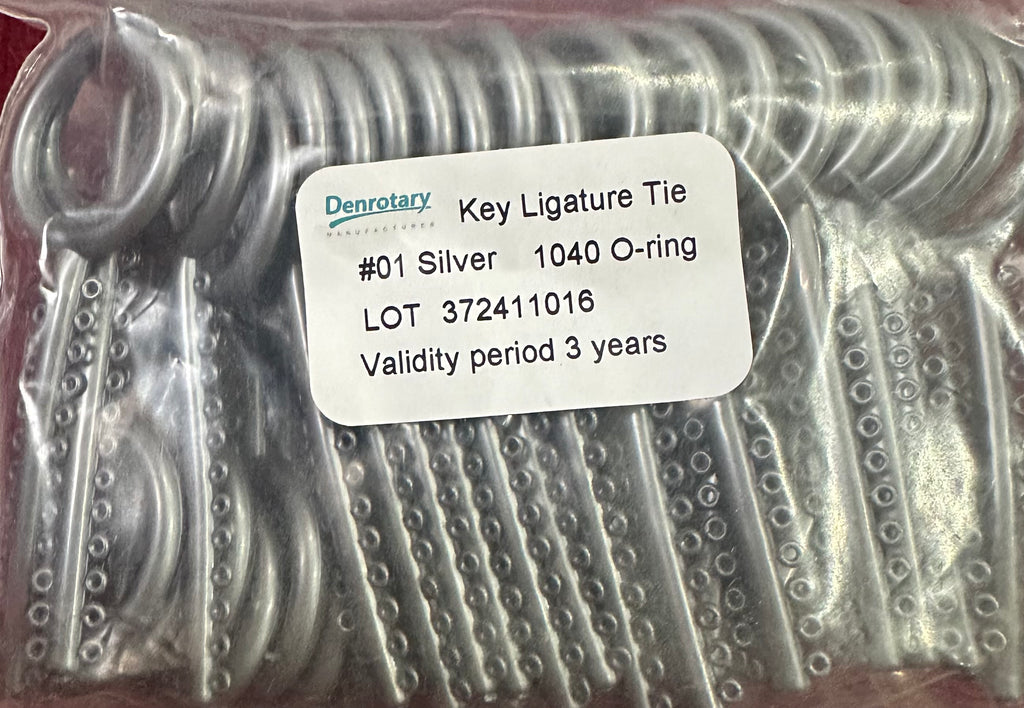 Denrotary Key Ligature Tie
MANUFACTURER
#01 Silver 1040 O-ring
LOT 372411016
Validity period 3 years